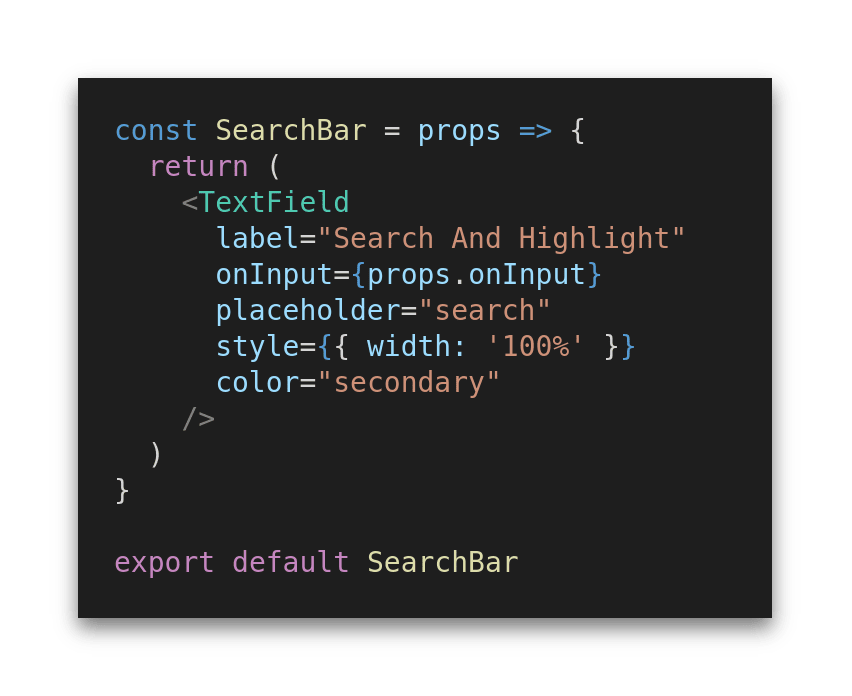 const SearchBar = props => {
  return (
    <TextField
      label="Search And Highlight"
      onInput={props.onInput}
      placeholder="search"
      style={{ width: '100%' }}
      color="secondary"
    />
  )
}

export default SearchBar